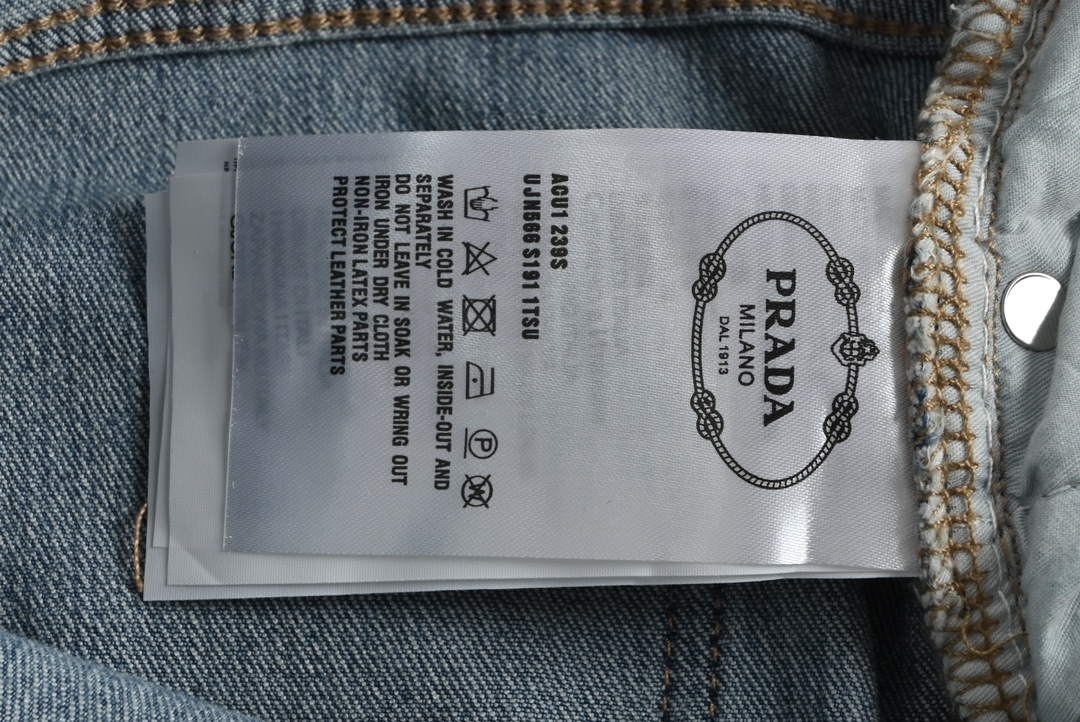 PRADA
MILANO
DAL 1913
ACU1 239S
UJN566 S191 1TSU
P
WASH IN COLD WATER, INSIDE-OUT AND
SEPARATELY
DO NOT LEAVE IN SOAK OR WRING OUT
IRON UNDER DRY CLOTH
NON-IRON LATEX PARTS
PROTECT LEATHER PARTS